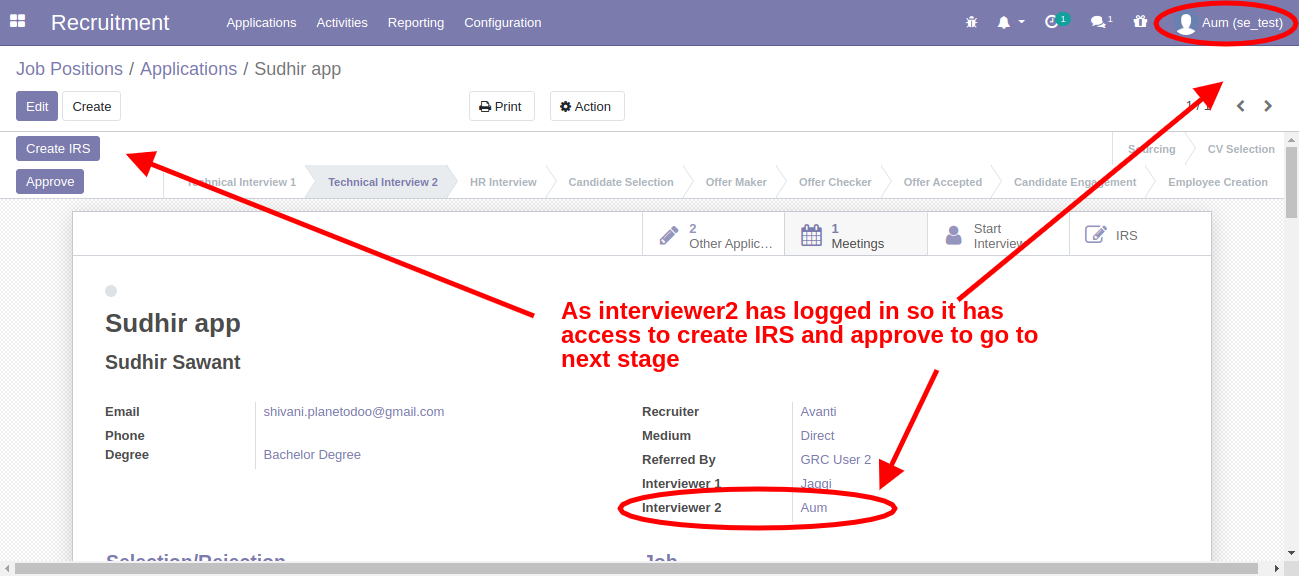 Recruitment
Applications Activities Reporting Configuration
1 1 Aum (se_test)
Job Positions / Applications / Sudhir app
Edit Create Print Action 1 / 1
Create IRS Sourcing CV Selection
Approve Technical Interview 1 Technical Interview 2 HR Interview Candidate Selection Offer Maker Offer Checker Offer Accepted Candidate Engagement Employee Creation
2
Other Applic...
1
Meetings
Start
Interview
IRS
Sudhir app
Sudhir Sawant
As interviewer2 has logged in so it has
access to create IRS and approve to go to
next stage
Email shivani.planetodoo@gmail.com
Phone
Degree Bachelor Degree
Recruiter Avanti
Medium Direct
Referred By GRC User 2
Interviewer 1
Interviewer 2 Aum
Selection/Rejection Job